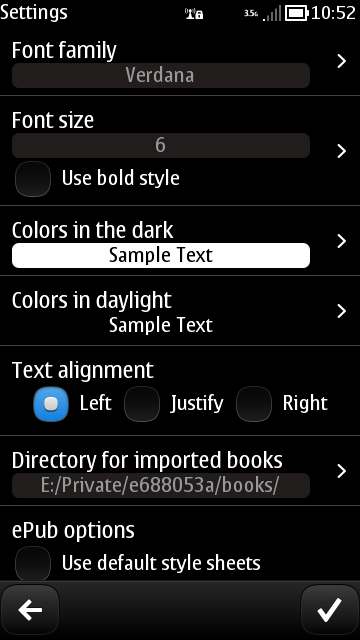 Settings
3.5G
10:52
Font family
Verdana
Font size
6
Use bold style
Colors in the dark
Sample Text
Colors in daylight
Sample Text
Text alignment
Left Justify Right
Directory for imported books
E:/Private/e688053a/books/
ePub options
Use default style sheets